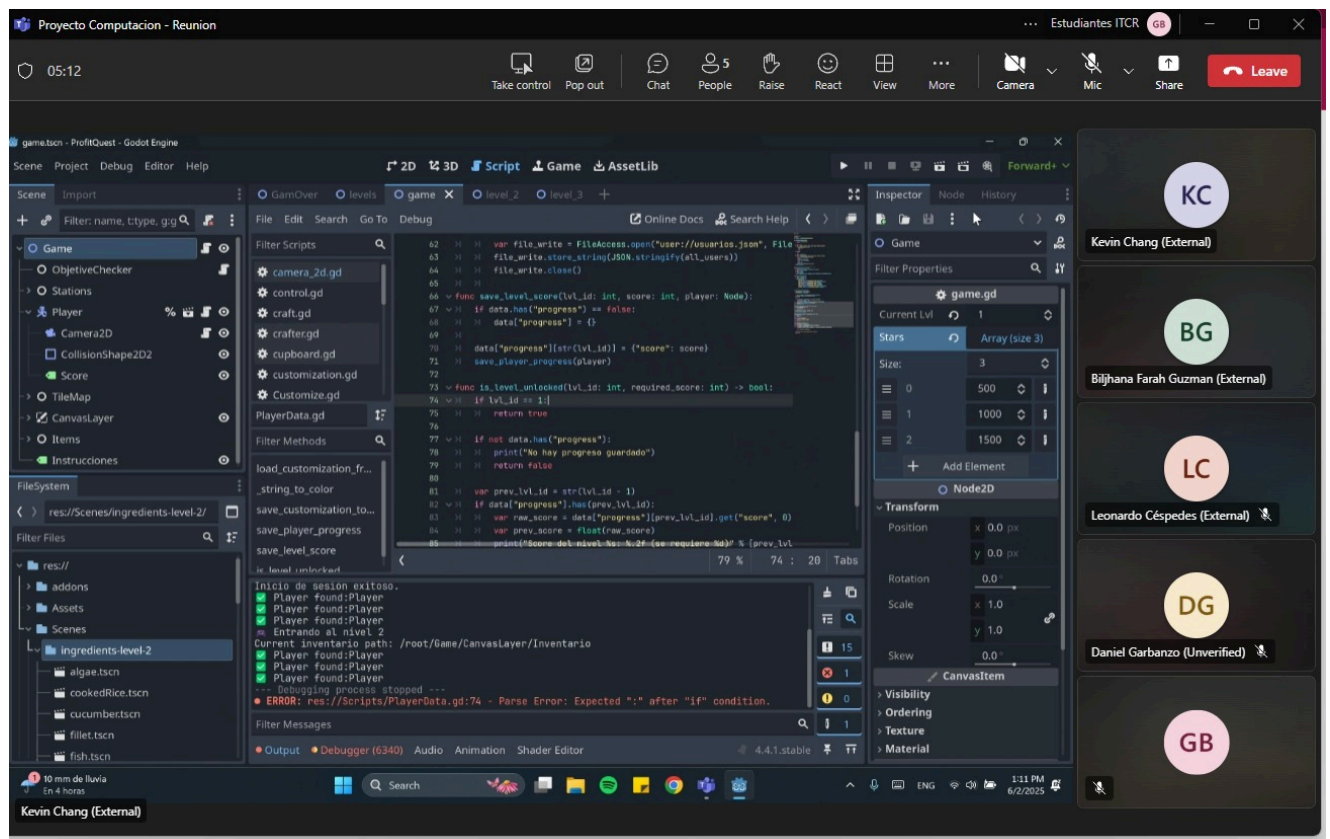 Proyecto Computacion - Reunion
Estudiantes ITCR GB
05:12
Take control Pop out Chat 5 People Raise React View More Camera Mic Share Leave
game.tscn - ProfitQuest - Godot Engine
Scene Project Debug Editor Help
2D 3D Script Game AssetLib
Forward+
Scene Import
GamOver levels game level_2 level_3
Inspector Node History
Filter: name, t:type, g:g
File Edit Search Go To Debug
Online Docs Search Help
Game
ObjetiveChecker
Stations
Player
Camera2D
CollisionShape2D2
Score
TileMap
CanvasLayer
Items
Instrucciones
FileSystem
res://Scenes/ingredients-level-2/
Filter Files
res://
addons
Assets
Scenes
ingredients-level-2
algae.tscn
cookedRice.tscn
cucumber.tscn
fillet.tscn
fish.tscn
Filter Scripts
camera_2d.gd
control.gd
craft.gd
crafter.gd
cupboard.gd
customization.gd
Customize.gd
PlayerData.gd
Filter Methods
load_customization_fr...
_string_to_color
save_customization_to...
save_player_progress
save_level_score
is_level_unlocked
62 var file_write = FileAccess.open("user://usuarios.json", File
63 file_write.store_string(JSON.stringify(all_users))
64 file_write.close()
65
66 func save_level_score(lvl_id: int, score: int, player: Node):
67 if data.has("progress") == false:
68 data["progress"] = {}
69
70 data["progress"][str(lvl_id)] = {"score": score}
71 save_player_progress(player)
72
73 func is_level_unlocked(lvl_id: int, required_score: int) -> bool:
74 if lvl_id == 1:
75 return true
76
77 if not data.has("progress"):
78 print("No hay progreso guardado")
79 return false
80
81 var prev_lvl_id = str(lvl_id - 1)
82 if data["progress"].has(prev_lvl_id):
83 var raw_score = data["progress"][prev_lvl_id].get("score", 0)
84 var prev_score = float(raw_score)
85 print("Score del nivel %s: %.2f (se requiere %d)" % [prev_lvl
79 % 74 : 20 Tabs
Inicio de sesión exitoso.
Player found:Player
Player found:Player
Player found:Player
Entrando al nivel 2
Current inventario path: /root/Game/CanvasLayer/Inventario
Player found:Player
Player found:Player
Player found:Player
--- Debugging process stopped ---
ERROR: res://Scripts/PlayerData.gd:74 - Parse Error: Expected ":" after "if" condition.
Filter Messages
15
1
0
1
Output Debugger (6340) Audio Animation Shader Editor
4.4.1.stable
Game
Filter Properties
game.gd
Current Lvl 1
Stars Array (size 3)
Size: 3
0 500
1 1000
2 1500
Add Element
Node2D
Transform
Position x 0.0 px
y 0.0 px
Rotation 0.0 °
Scale x 1.0
y 1.0
Skew 0.0 °
CanvasItem
Visibility
Ordering
Texture
Material
KC
Kevin Chang (External)
BG
Biljhana Farah Guzman (External)
LC
Leonardo Céspedes (External)
DG
Daniel Garbanzo (Unverified)
GB
1
10 mm de lluvia
En 4 horas
Search
ENG
1:11 PM
6/2/2025
Kevin Chang (External)